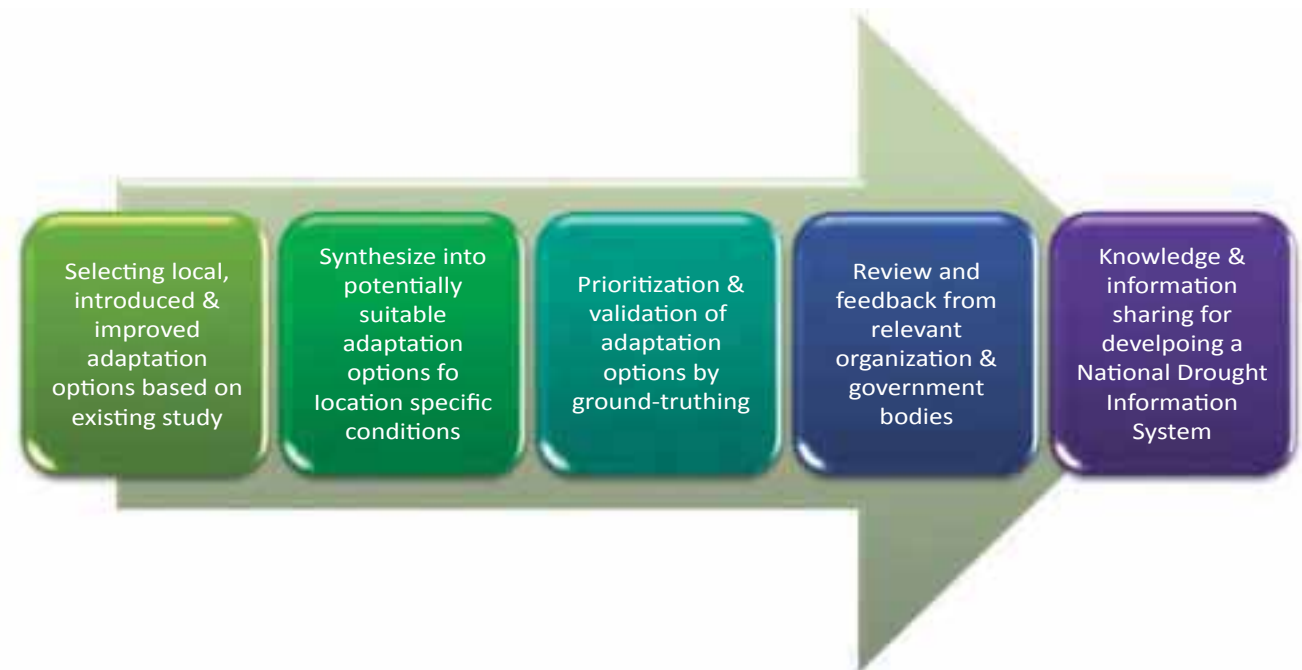 Selecting local,
introduced &
improved
adaptation
options based on
existing study
Synthesize into
potentially
suitable
adaptation
options fo
location specific
conditions
Prioritization &
validation of
adaptation
options by
ground-truthing
Review and
feedback from
relevant
organization &
government
bodies
Knowledge &
information
sharing for
develpoing a
National Drought
Information
System